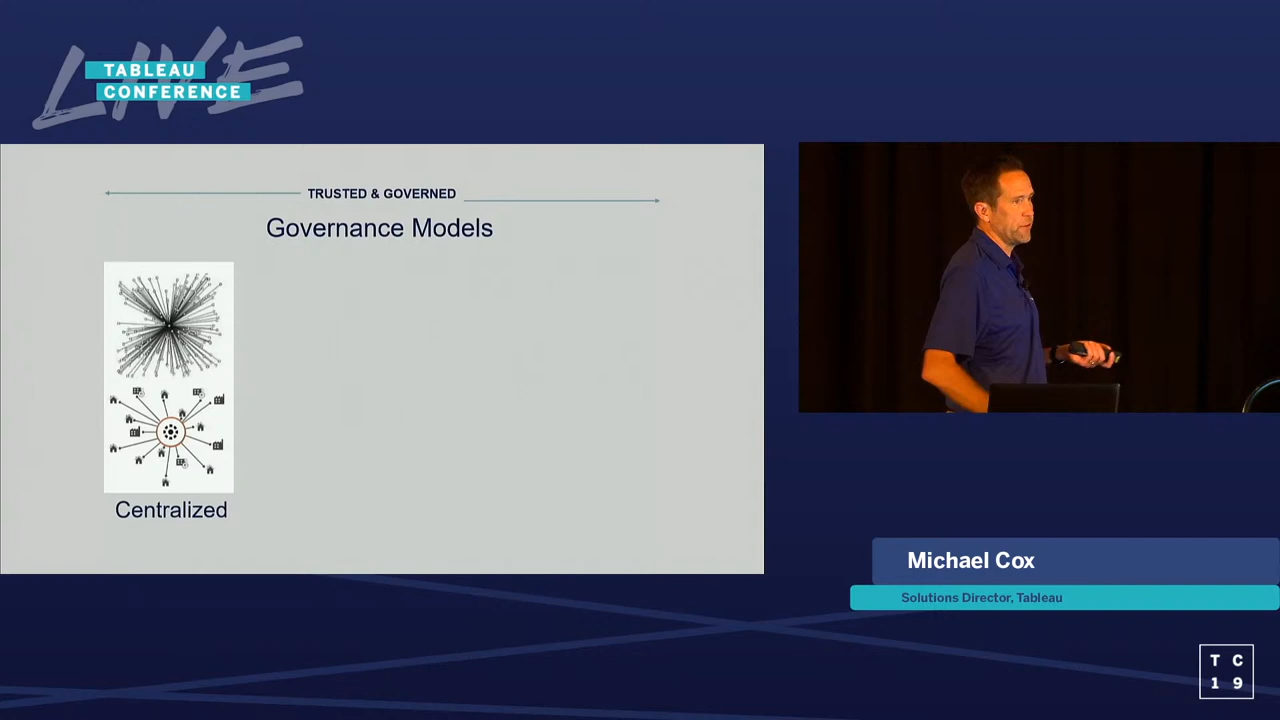 LIVE
TABLEAU
CONFERENCE
TRUSTED & GOVERNED
Governance Models
Centralized
Michael Cox
Solutions Director, Tableau
T C
1 9